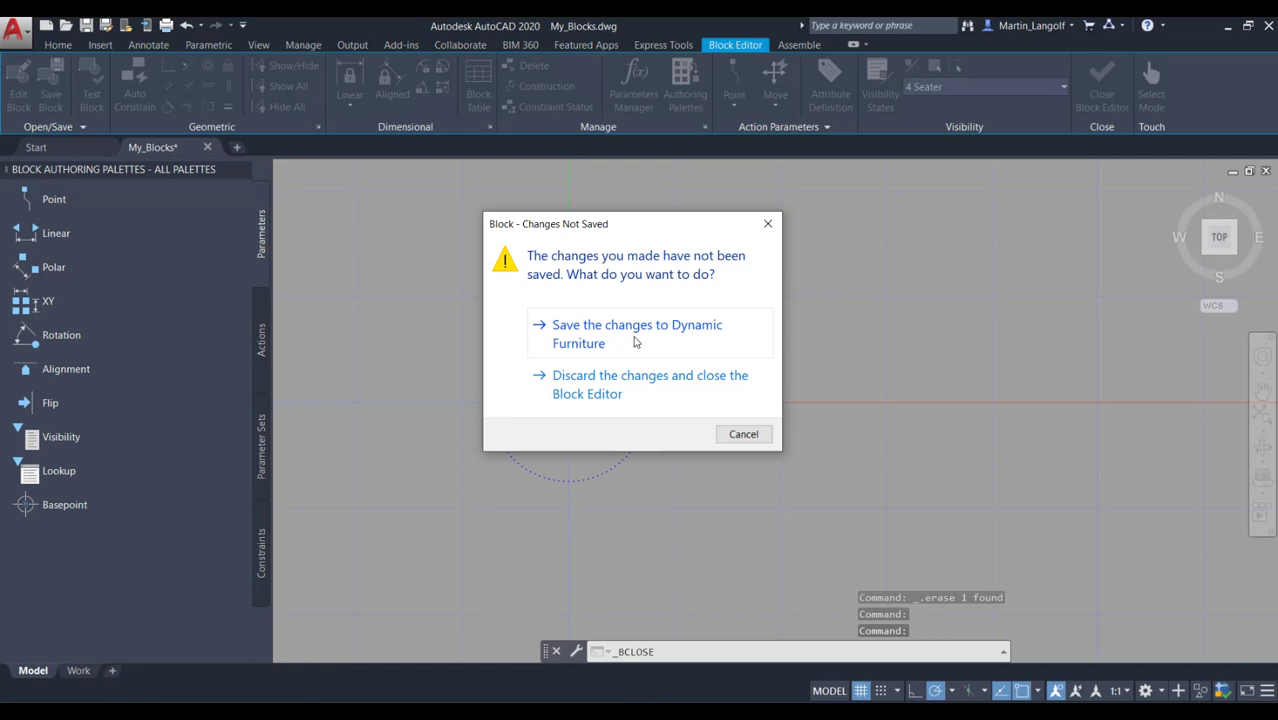 Autodesk AutoCAD 2020 My_Blocks.dwg
Type a keyword or phrase
Martin_Langolf
Home Insert Annotate Parametric View Manage Output Add-ins Collaborate BIM 360 Featured Apps Express Tools Block Editor Assemble
Edit Block
Save Block
Test Block
Auto Constrain
Show/Hide
Show All
Hide All
Linear
Aligned
Block Table
Delete
Construction
Constraint Status
Parameters Manager
Authoring Palettes
Point
Move
Attribute Definition
Visibility States
4 Seater
Close Block Editor
Select Mode
Open/Save Geometric Dimensional Manage Action Parameters Visibility Close Touch
Start My_Blocks*
BLOCK AUTHORING PALETTES - ALL PALETTES
Point
Linear
Polar
XY
Rotation
Alignment
Flip
Visibility
Lookup
Basepoint
Parameters
Actions
Parameter Sets
Constraints
Block - Changes Not Saved
The changes you made have not been
saved. What do you want to do?
Save the changes to Dynamic
Furniture
Discard the changes and close the
Block Editor
Cancel
N
W TOP E
S
WCS
Command: _.erase 1 found
Command:
Command:
_BCLOSE
Model Work
MODEL 1:1